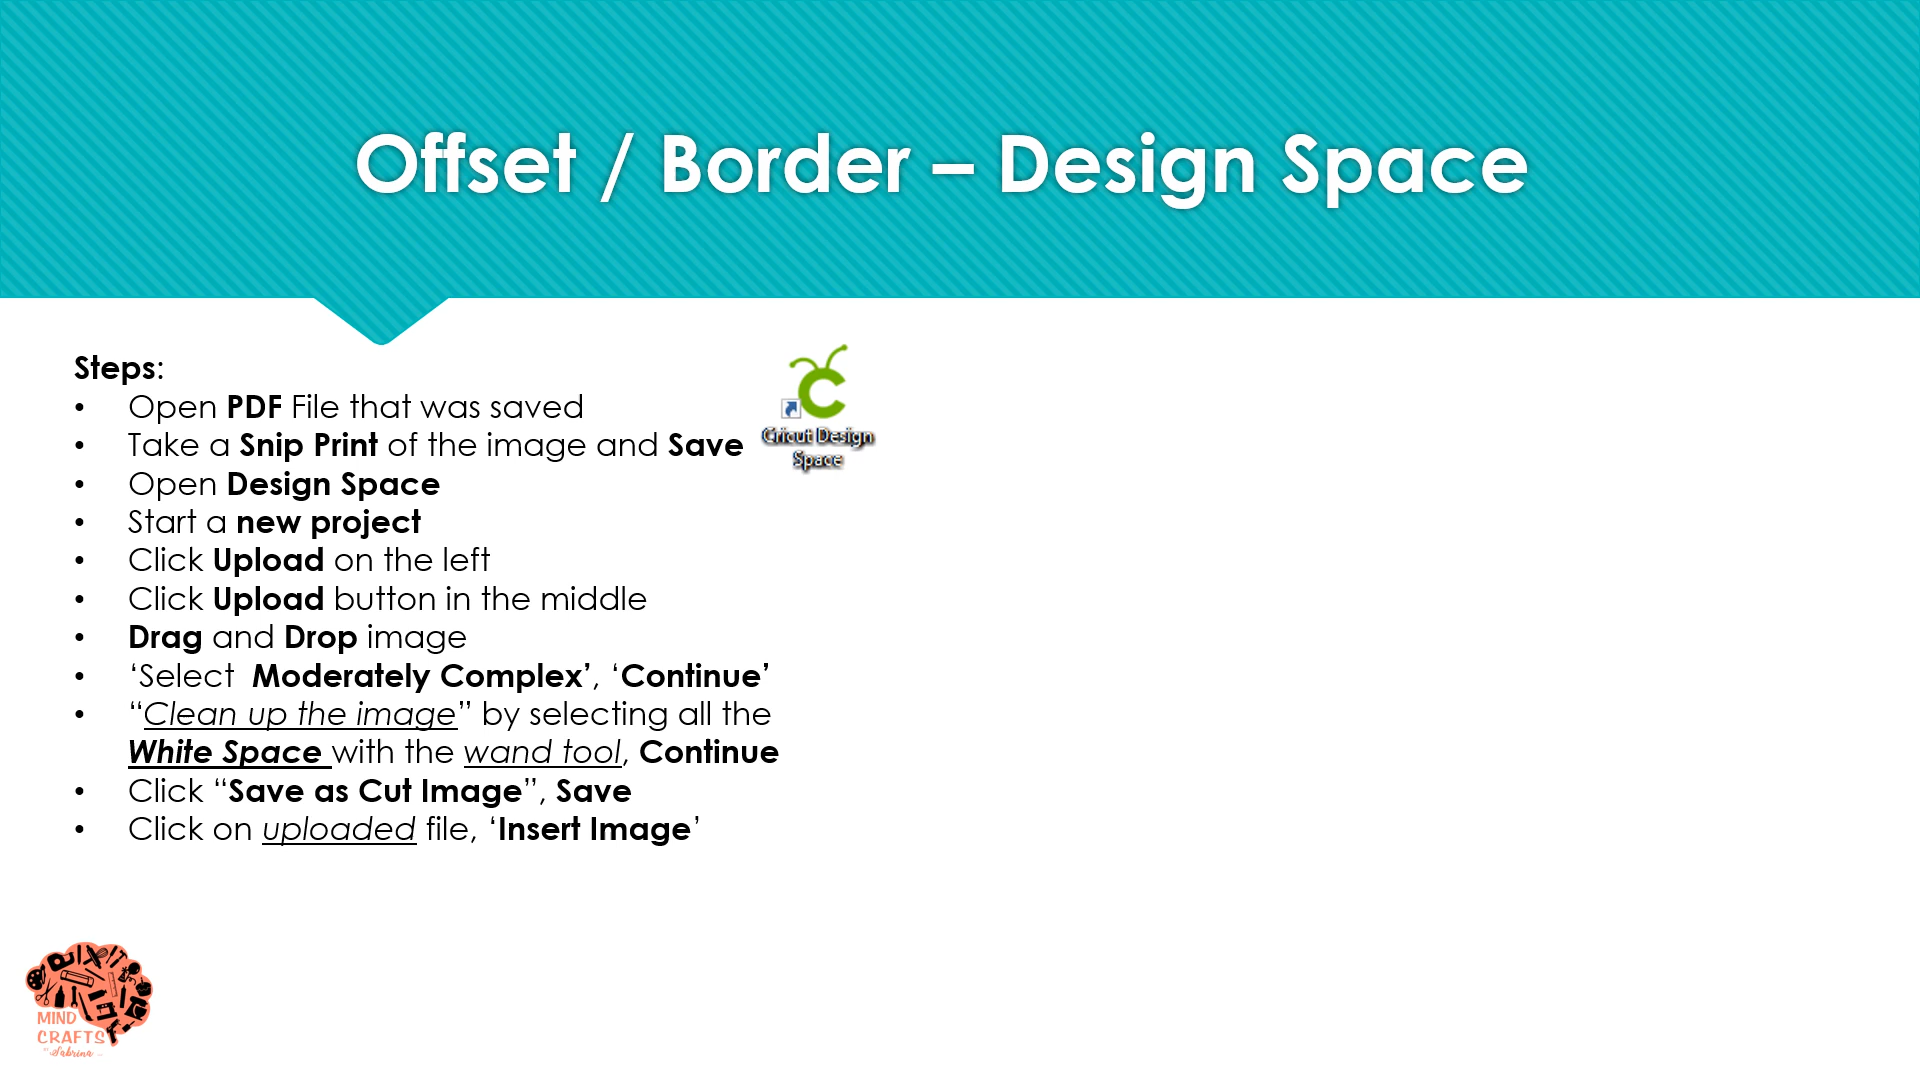 Offset / Border – Design Space
Steps:
• Open PDF File that was saved
• Take a Snip Print of the image and Save
• Open Design Space
• Start a new project
• Click Upload on the left
• Click Upload button in the middle
• Drag and Drop image
• ‘Select  Moderately Complex’, ‘Continue’
• “Clean up the image” by selecting all the
White Space with the wand tool, Continue
• Click “Save as Cut Image”, Save
• Click on uploaded file, ‘Insert Image’
Cricut Design
Space
MIND
CRAFTS
Sabrina